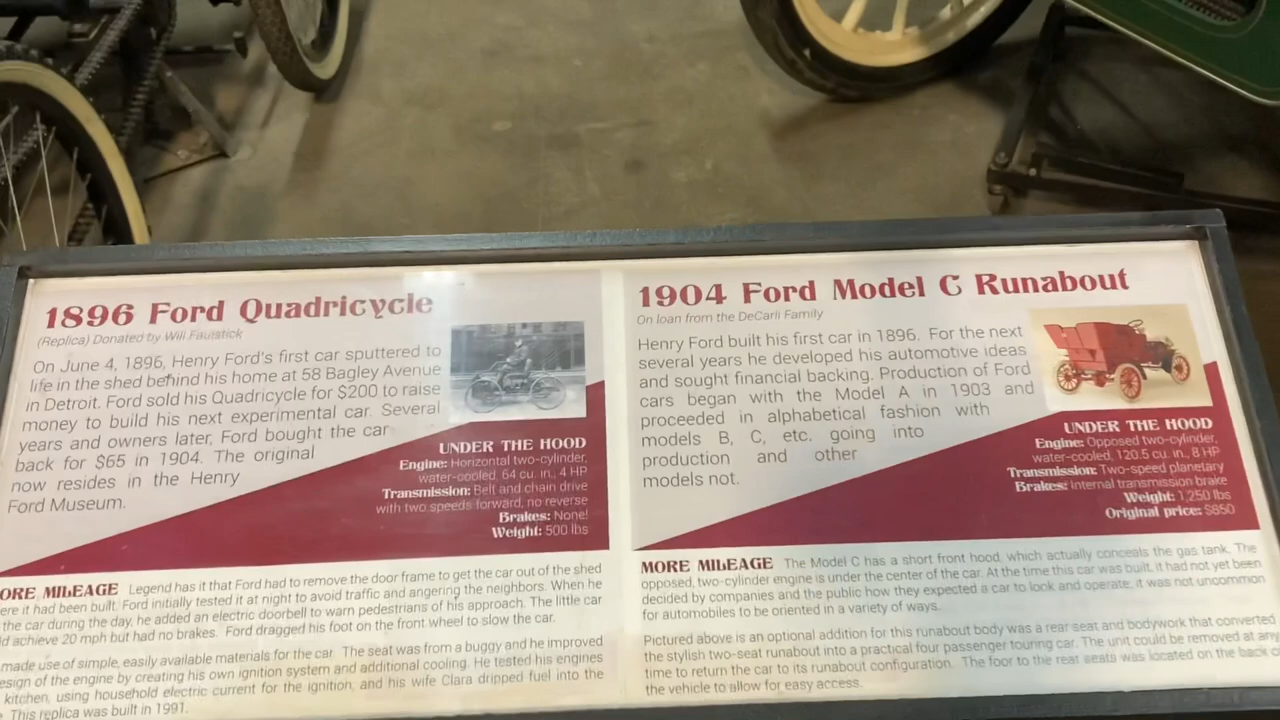 1896 Ford Quadricycle
(Replica) Donated by Will Faulstick
On June 4, 1896, Henry Ford's first car sputtered to
life in the shed behind his home at 58 Bagley Avenue
in Detroit. Ford sold his Quadricycle for $200 to raise
money to build his next experimental car. Several
years and owners later, Ford bought the car
back for $65 in 1904. The original
now resides in the Henry
Ford Museum.
UNDER THE HOOD
Engine: Horizontal two-cylinder,
water-cooled, 64 cu. in., 4 HP
Transmission: Belt and chain drive
with two speeds forward, no reverse
Brakes: None!
Weight: 500 lbs
ORE MILEAGE Legend has it that Ford had to remove the door frame to get the car out of the shed
ere it had been built. Ford initially tested it at night to avoid traffic and angering the neighbors. When he
the car during the day, he added an electric doorbell to warn pedestrians of his approach. The little car
d achieve 20 mph but had no brakes. Ford dragged his foot on the front wheel to slow the car.
made use of simple, easily available materials for the car. The seat was from a buggy and he improved
esign of the engine by creating his own ignition system and additional cooling. He tested his engines
kitchen, using household electric current for the ignition, and his wife Clara dripped fuel into the
. This replica was built in 1991.
1904 Ford Model C Runabout
On loan from the DeCarli Family
Henry Ford built his first car in 1896. For the next
several years he developed his automotive ideas
and sought financial backing. Production of Ford
cars began with the Model A in 1903 and
proceeded in alphabetical fashion with
models B, C, etc. going into
production and other
models not.
UNDER THE HOOD
Engine: Opposed two-cylinder,
water-cooled, 120.5 cu. in., 8 HP
Transmission: Two-speed planetary
Brakes: Internal transmission brake
Weight: 1,250 lbs
Original price: $850
MORE MILEAGE The Model C has a short front hood, which actually conceals the gas tank. The
opposed, two-cylinder engine is under the center of the car. At the time this car was built, it had not yet been
decided by companies and the public how they expected a car to look and operate; it was not uncommon
for automobiles to be oriented in a variety of ways.
Pictured above is an optional addition for this runabout body was a rear seat and bodywork that converted
the stylish two-seat runabout into a practical four passenger touring car. The unit could be removed at any
time to return the car to its runabout configuration. The foor to the rear seats was located on the back o
the vehicle to allow for easy access.